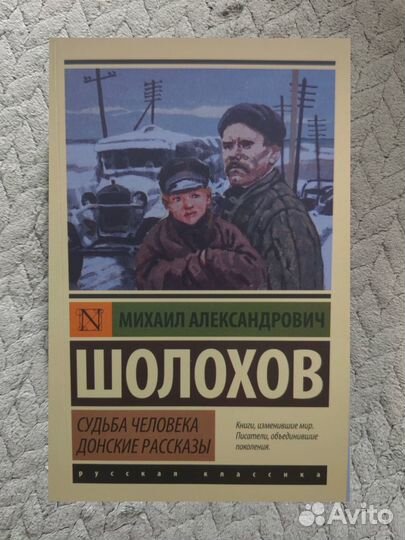 N
МИХАИЛ АЛЕКСАНДРОВИЧ
ШОЛОХОВ
СУДЬБА ЧЕЛОВЕКА
ДОНСКИЕ РАССКАЗЫ
Книги, изменившие мир.
Писатели, объединившие
поколения.
русская классика
Avito